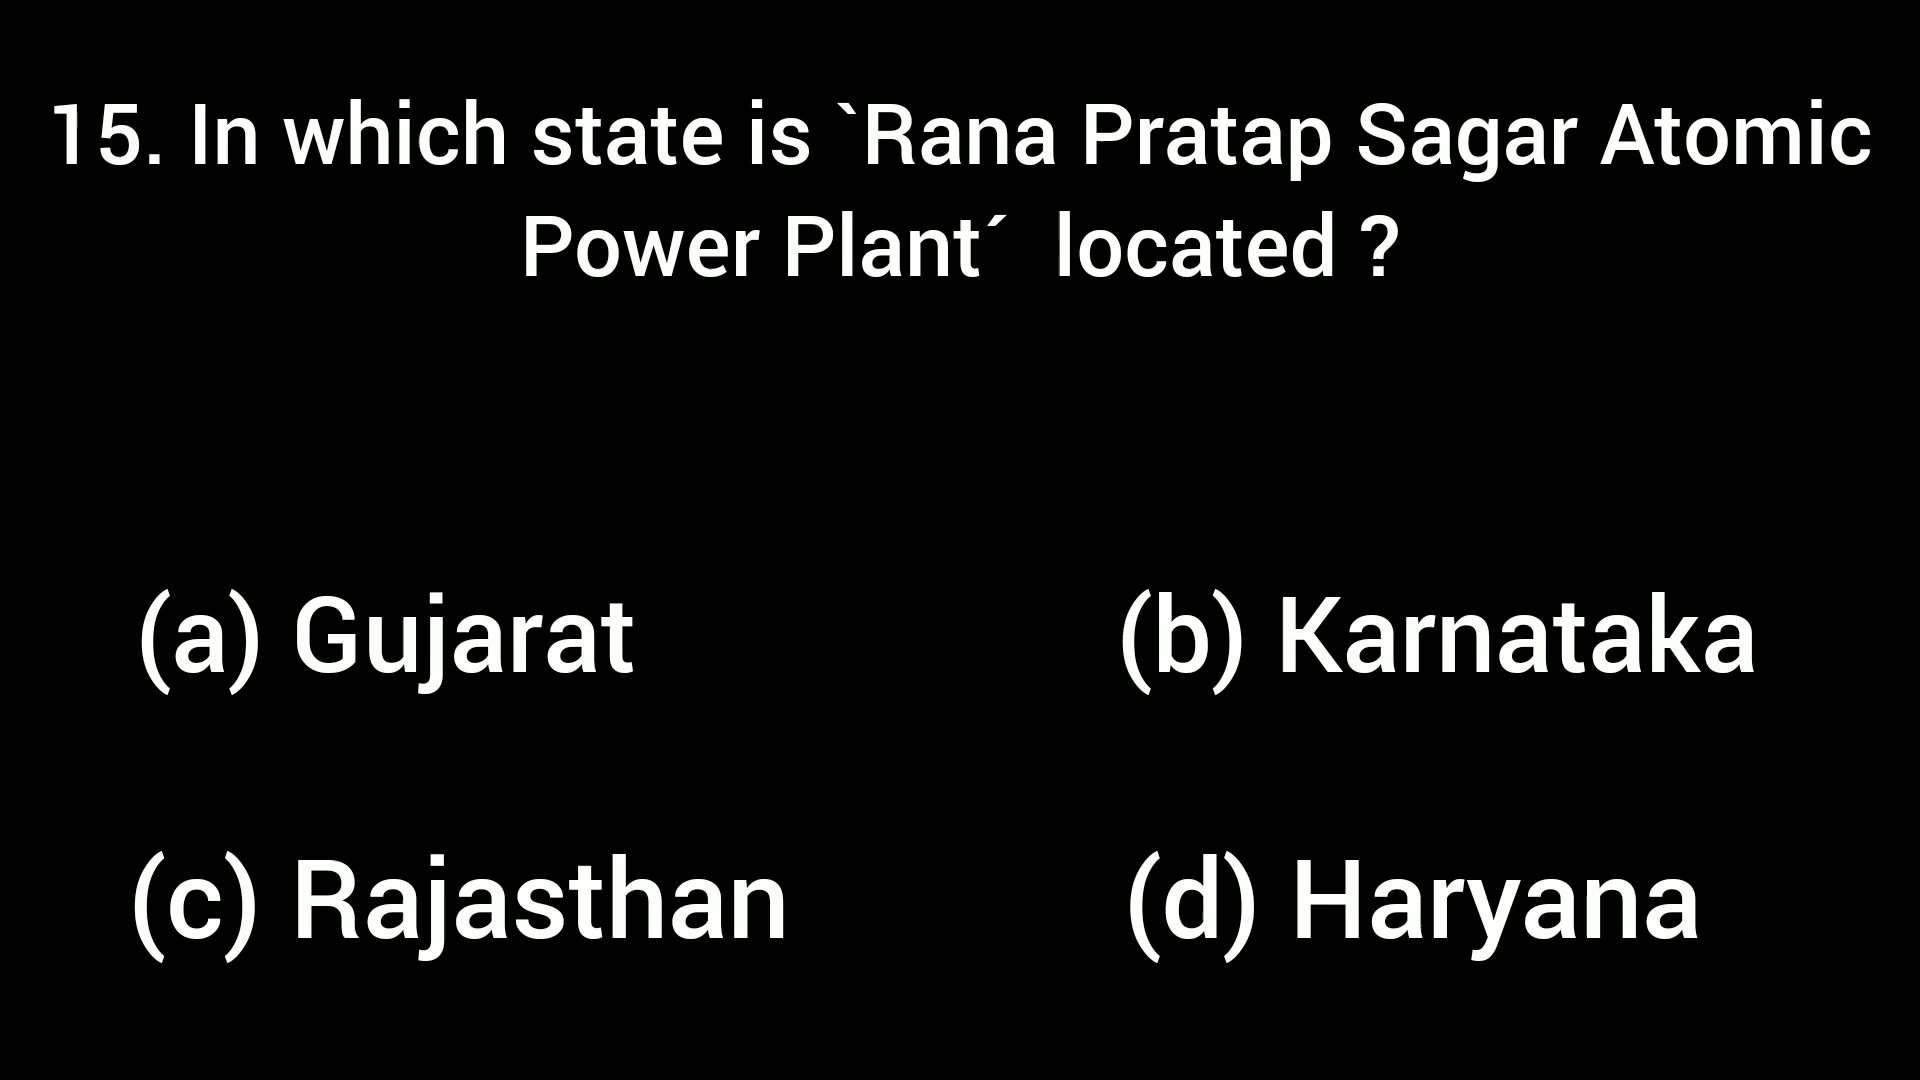 15. In which state is `Rana Pratap Sagar Atomic
Power Plant´ located ?
(a) Gujarat
(b) Karnataka
(c) Rajasthan
(d) Haryana